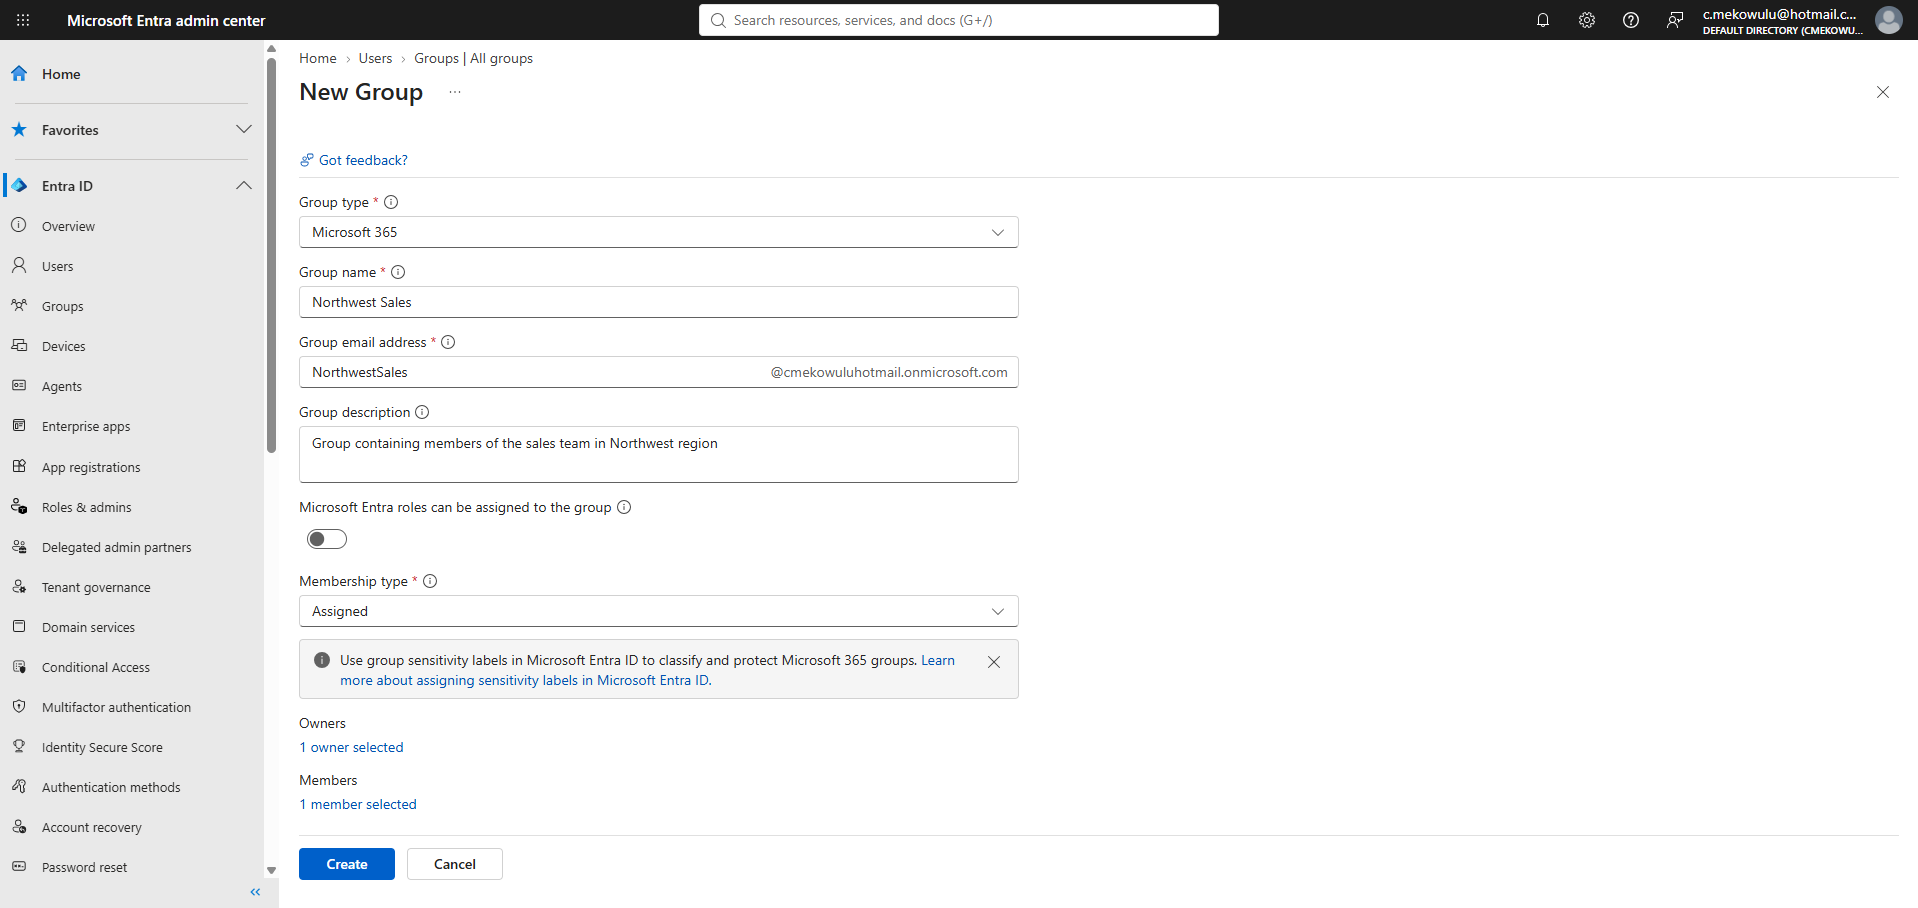 Microsoft Entra admin center
Search resources, services, and docs (G+/)
c.mekowulu@hotmail.c...
DEFAULT DIRECTORY (CMEKOWU...
Home
Favorites
Entra ID
Overview
Users
Groups
Devices
Agents
Enterprise apps
App registrations
Roles & admins
Delegated admin partners
Tenant governance
Domain services
Conditional Access
Multifactor authentication
Identity Secure Score
Authentication methods
Account recovery
Password reset
Home > Users > Groups | All groups
New Group ...
Got feedback?
Group type *
Microsoft 365
Group name *
Northwest Sales
Group email address *
NorthwestSales @cmekowuluhotmail.onmicrosoft.com
Group description
Group containing members of the sales team in Northwest region
Microsoft Entra roles can be assigned to the group
Membership type *
Assigned
Use group sensitivity labels in Microsoft Entra ID to classify and protect Microsoft 365 groups. Learn
more about assigning sensitivity labels in Microsoft Entra ID.
Owners
1 owner selected
Members
1 member selected
Create
Cancel